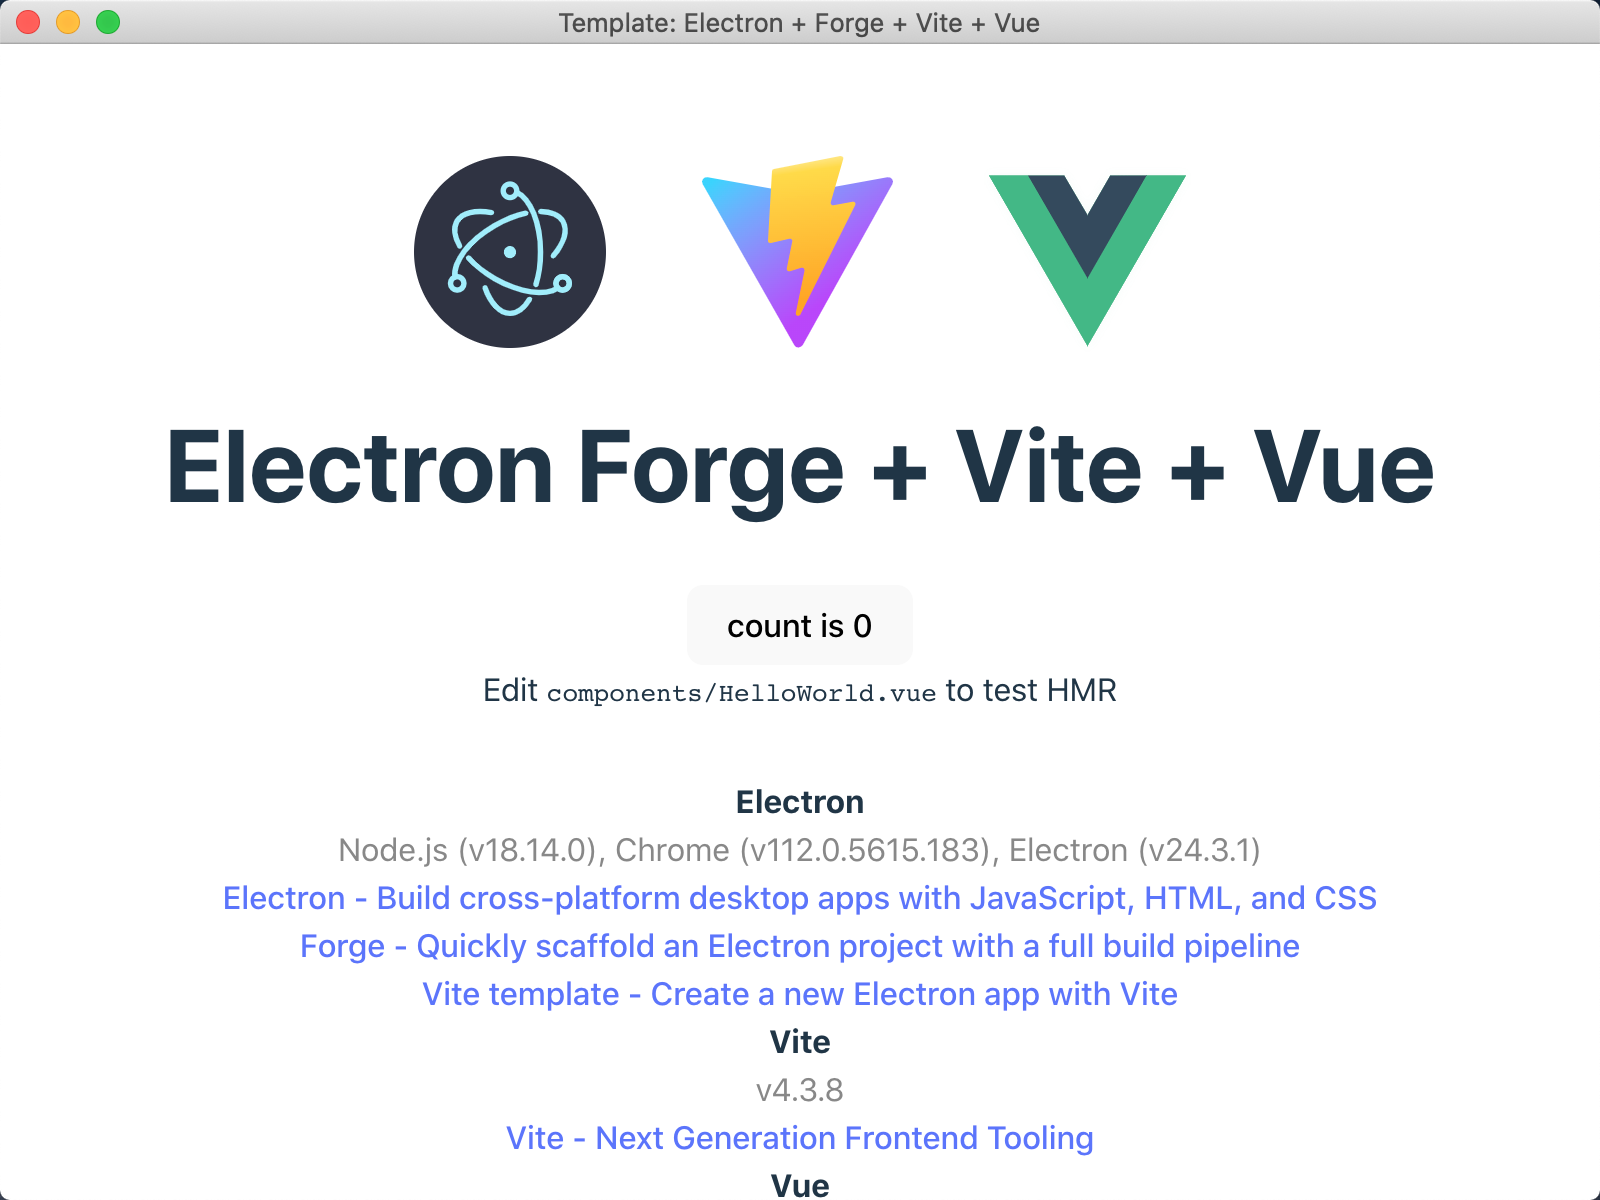 Template: Electron + Forge + Vite + Vue
Electron Forge + Vite + Vue
count is 0
Edit components/HelloWorld.vue to test HMR
Electron
Node.js (v18.14.0), Chrome (v112.0.5615.183), Electron (v24.3.1)
Electron - Build cross-platform desktop apps with JavaScript, HTML, and CSS
Forge - Quickly scaffold an Electron project with a full build pipeline
Vite template - Create a new Electron app with Vite
Vite
v4.3.8
Vite - Next Generation Frontend Tooling
Vue